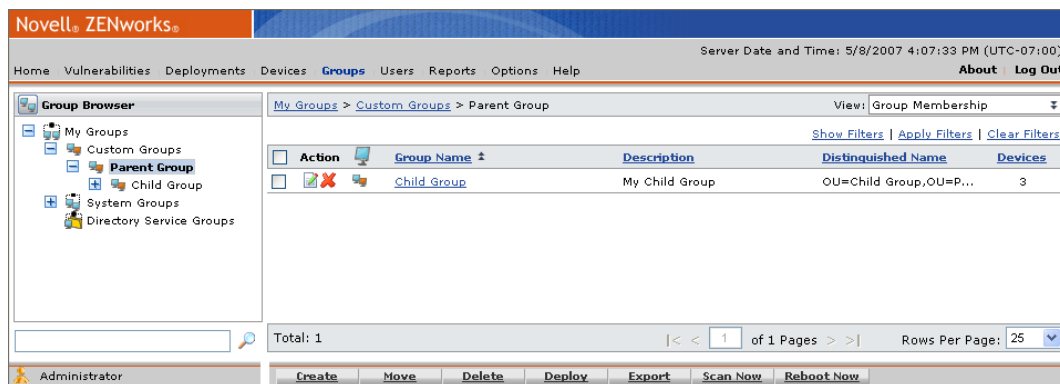 Novell® ZENworks®
Server Date and Time: 5/8/2007 4:07:33 PM (UTC-07:00)
Home Vulnerabilities Deployments Devices Groups Users Reports Options Help
About | Log Out
Group Browser
My Groups
Custom Groups
Parent Group
Child Group
System Groups
Directory Service Groups
My Groups > Custom Groups > Parent Group
View: Group Membership
Show Filters | Apply Filters | Clear Filters
Action Group Name Description Distinguished Name Devices
Child Group My Child Group OU=Child Group,OU=P... 3
Total: 1
|< < 1 of 1 Pages > >|
Rows Per Page: 25
Administrator
Create Move Delete Deploy Export Scan Now Reboot Now